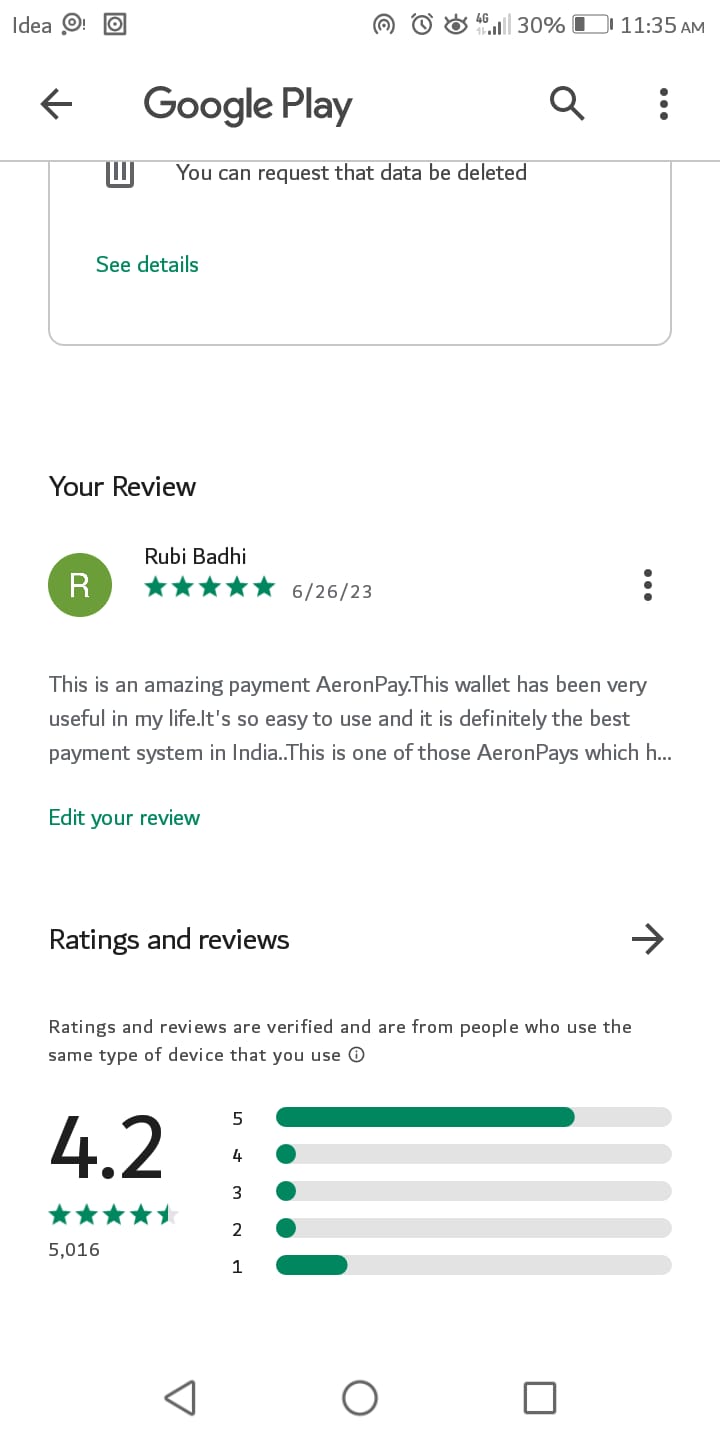 Idea 4G 30% 11:35 AM
Google Play
You can request that data be deleted
See details
Your Review
R
Rubi Badhi
6/26/23
This is an amazing payment AeronPay.This wallet has been very
useful in my life.It's so easy to use and it is definitely the best
payment system in India..This is one of those AeronPays which h...
Edit your review
Ratings and reviews
Ratings and reviews are verified and are from people who use the
same type of device that you use
4.2
5,016
5
4
3
2
1